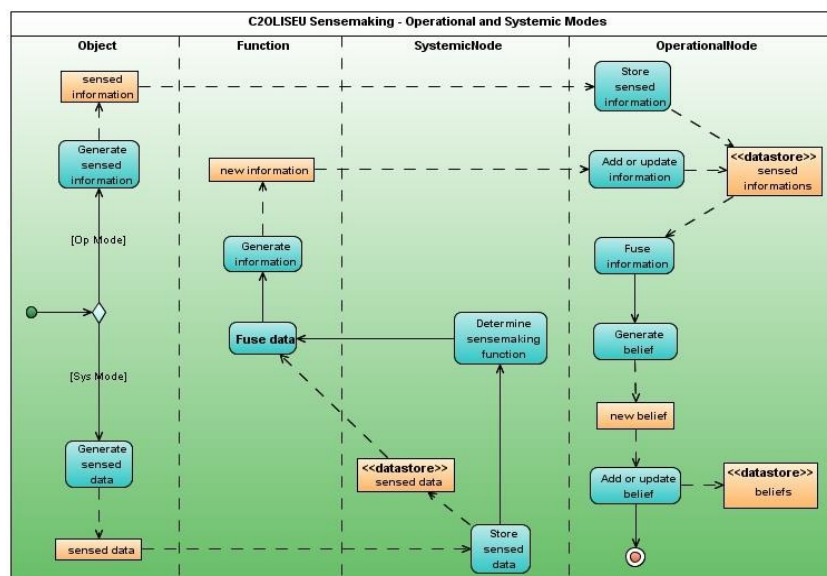 C2OLISEU Sensemaking - Operational and Systemic Modes
Object
Function
SystemicNode
OperationalNode
sensed
information
Store
sensed
information
Generate
sensed
information
new information
Add or update
information
<<datastore>>
sensed
informations
[Op Mode]
Generate
information
Fuse
information
Fuse data
Determine
sensemaking
function
Generate
belief
[Sys Mode]
new belief
Generate
sensed
data
<<datastore>>
sensed data
Add or update
belief
<<datastore>>
beliefs
sensed data
Store
sensed
data